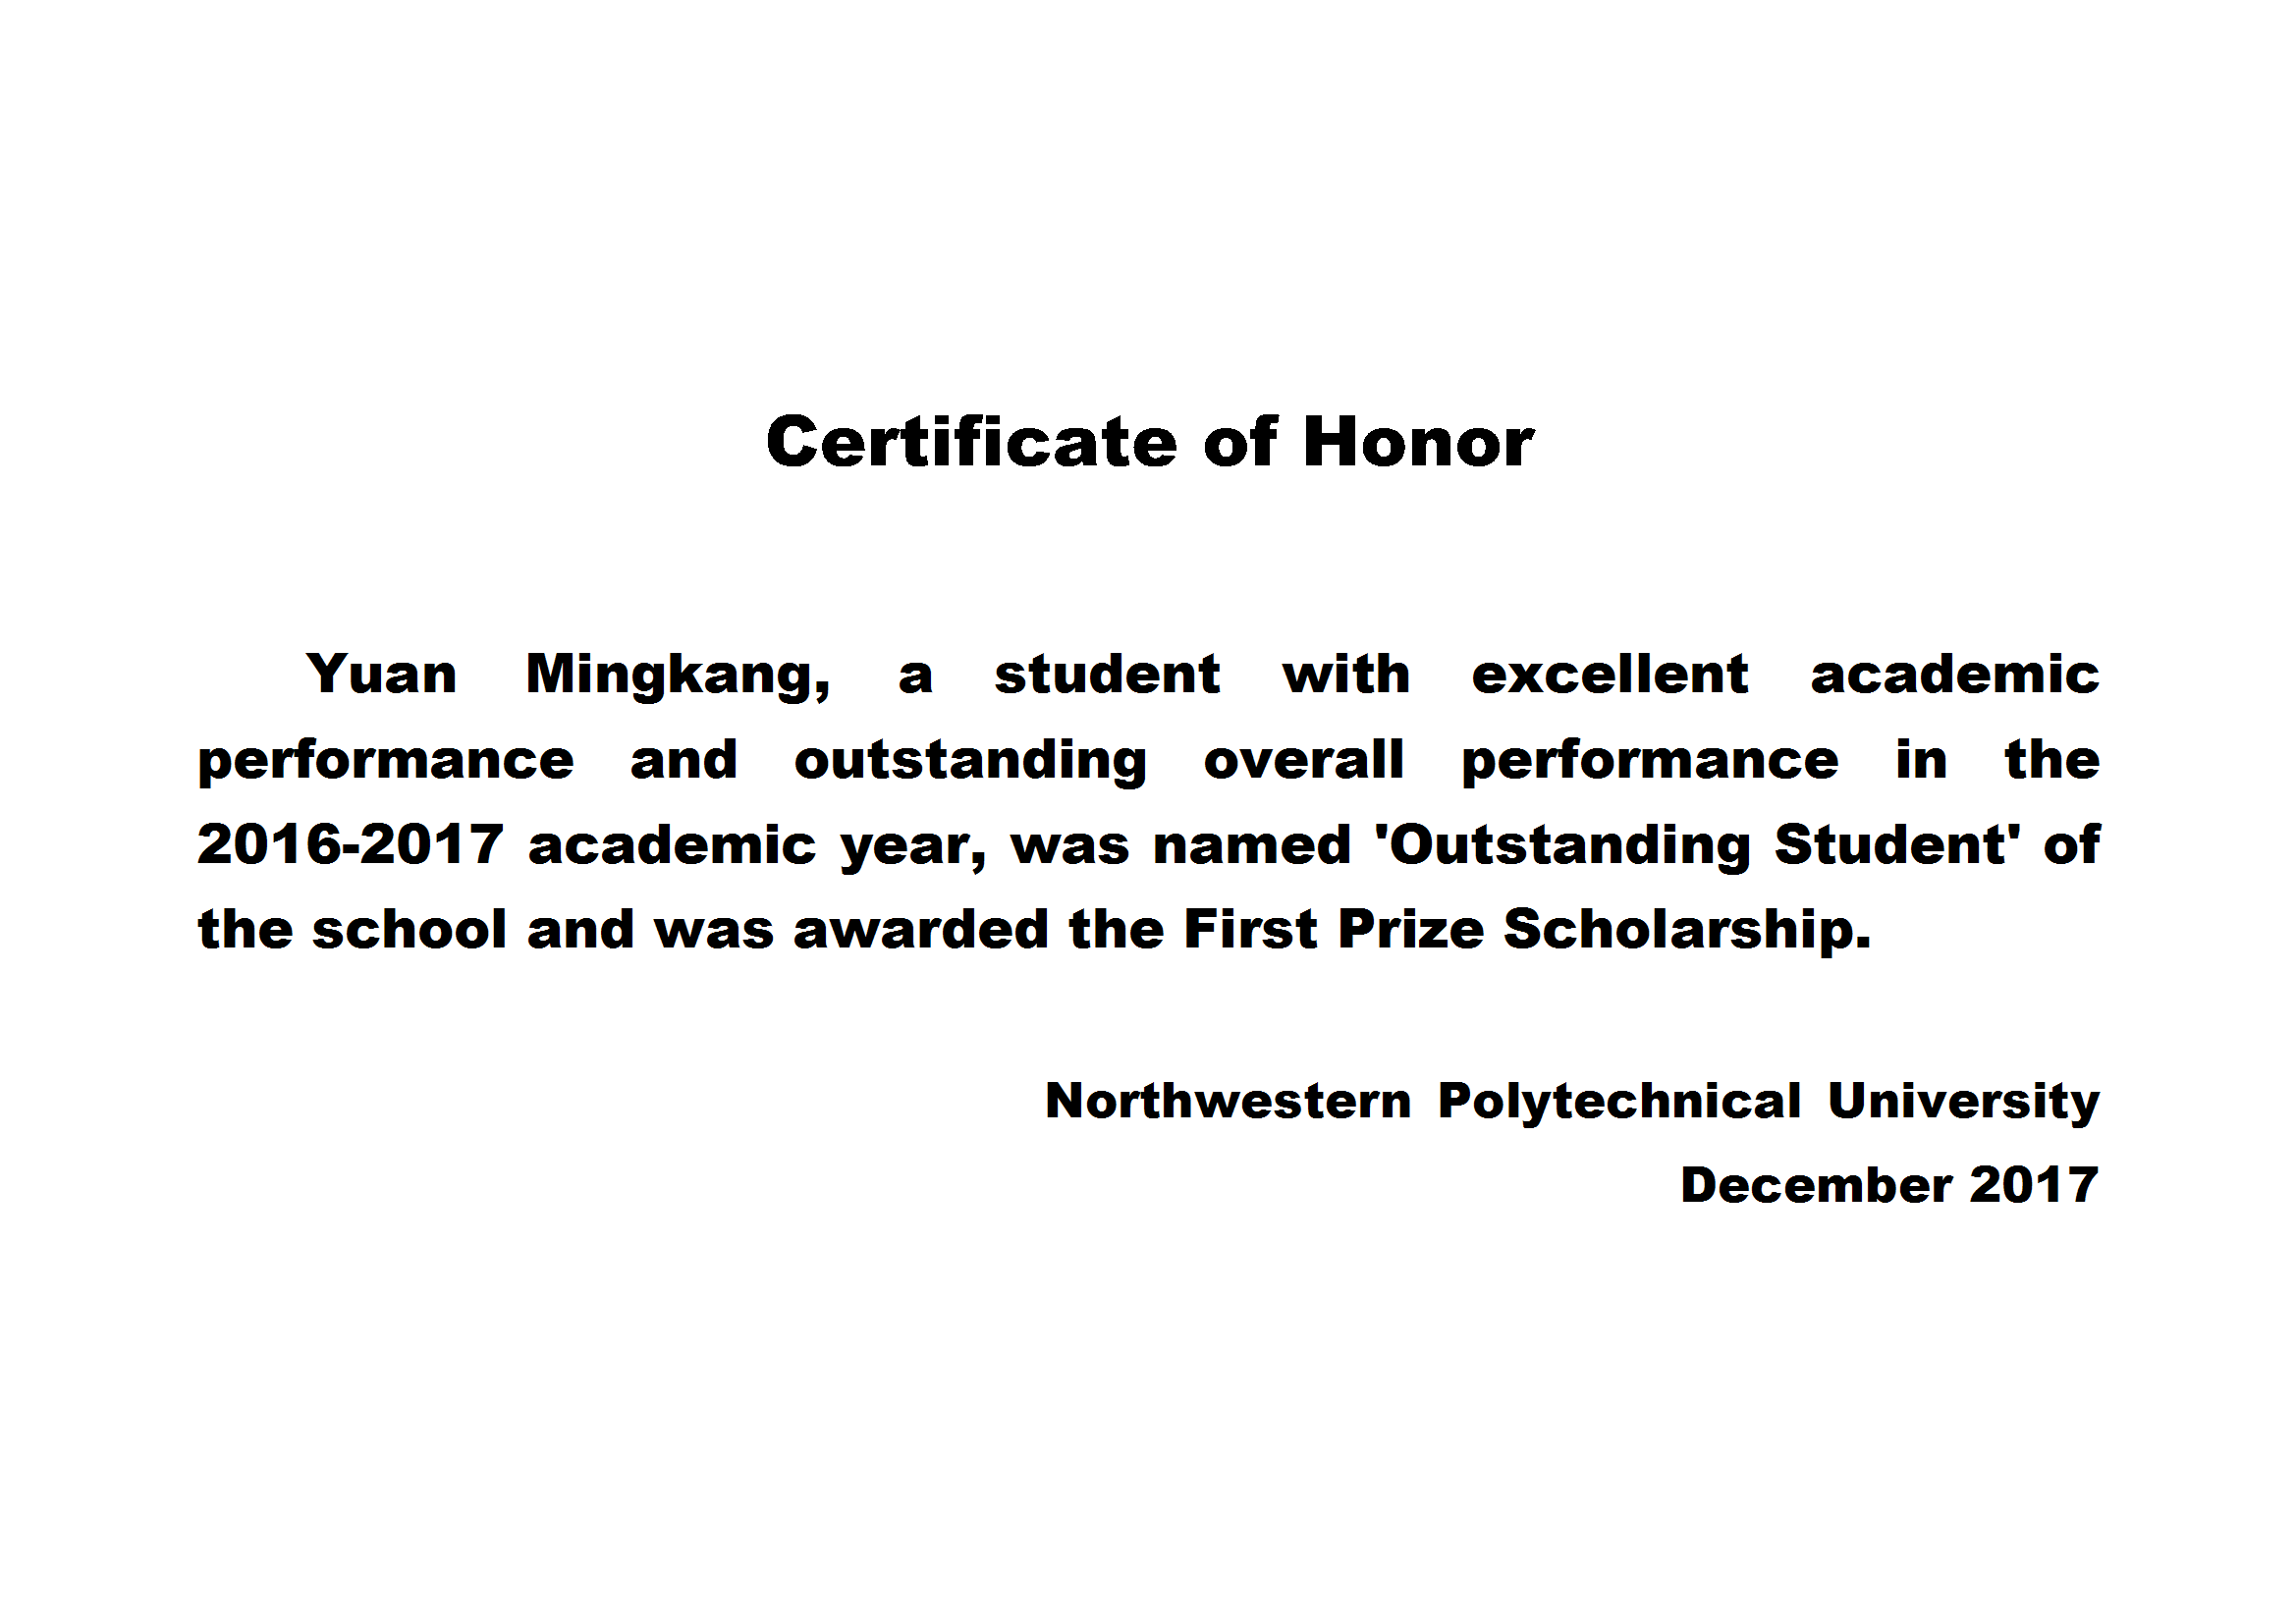 Certificate of Honor
Yuan Mingkang, a student with excellent academic
performance and outstanding overall performance in the
2016-2017 academic year, was named 'Outstanding Student' of
the school and was awarded the First Prize Scholarship.
Northwestern Polytechnical University
December 2017